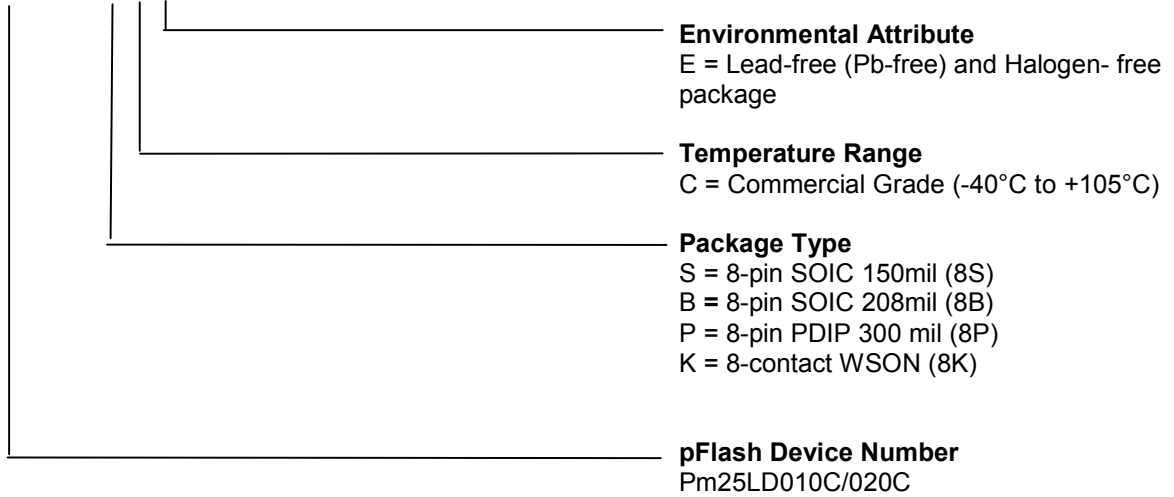 Environmental Attribute
E = Lead-free (Pb-free) and Halogen- free
package
Temperature Range
C = Commercial Grade (-40°C to +105°C)
Package Type
S = 8-pin SOIC 150mil (8S)
B = 8-pin SOIC 208mil (8B)
P = 8-pin PDIP 300 mil (8P)
K = 8-contact WSON (8K)
pFlash Device Number
Pm25LD010C/020C